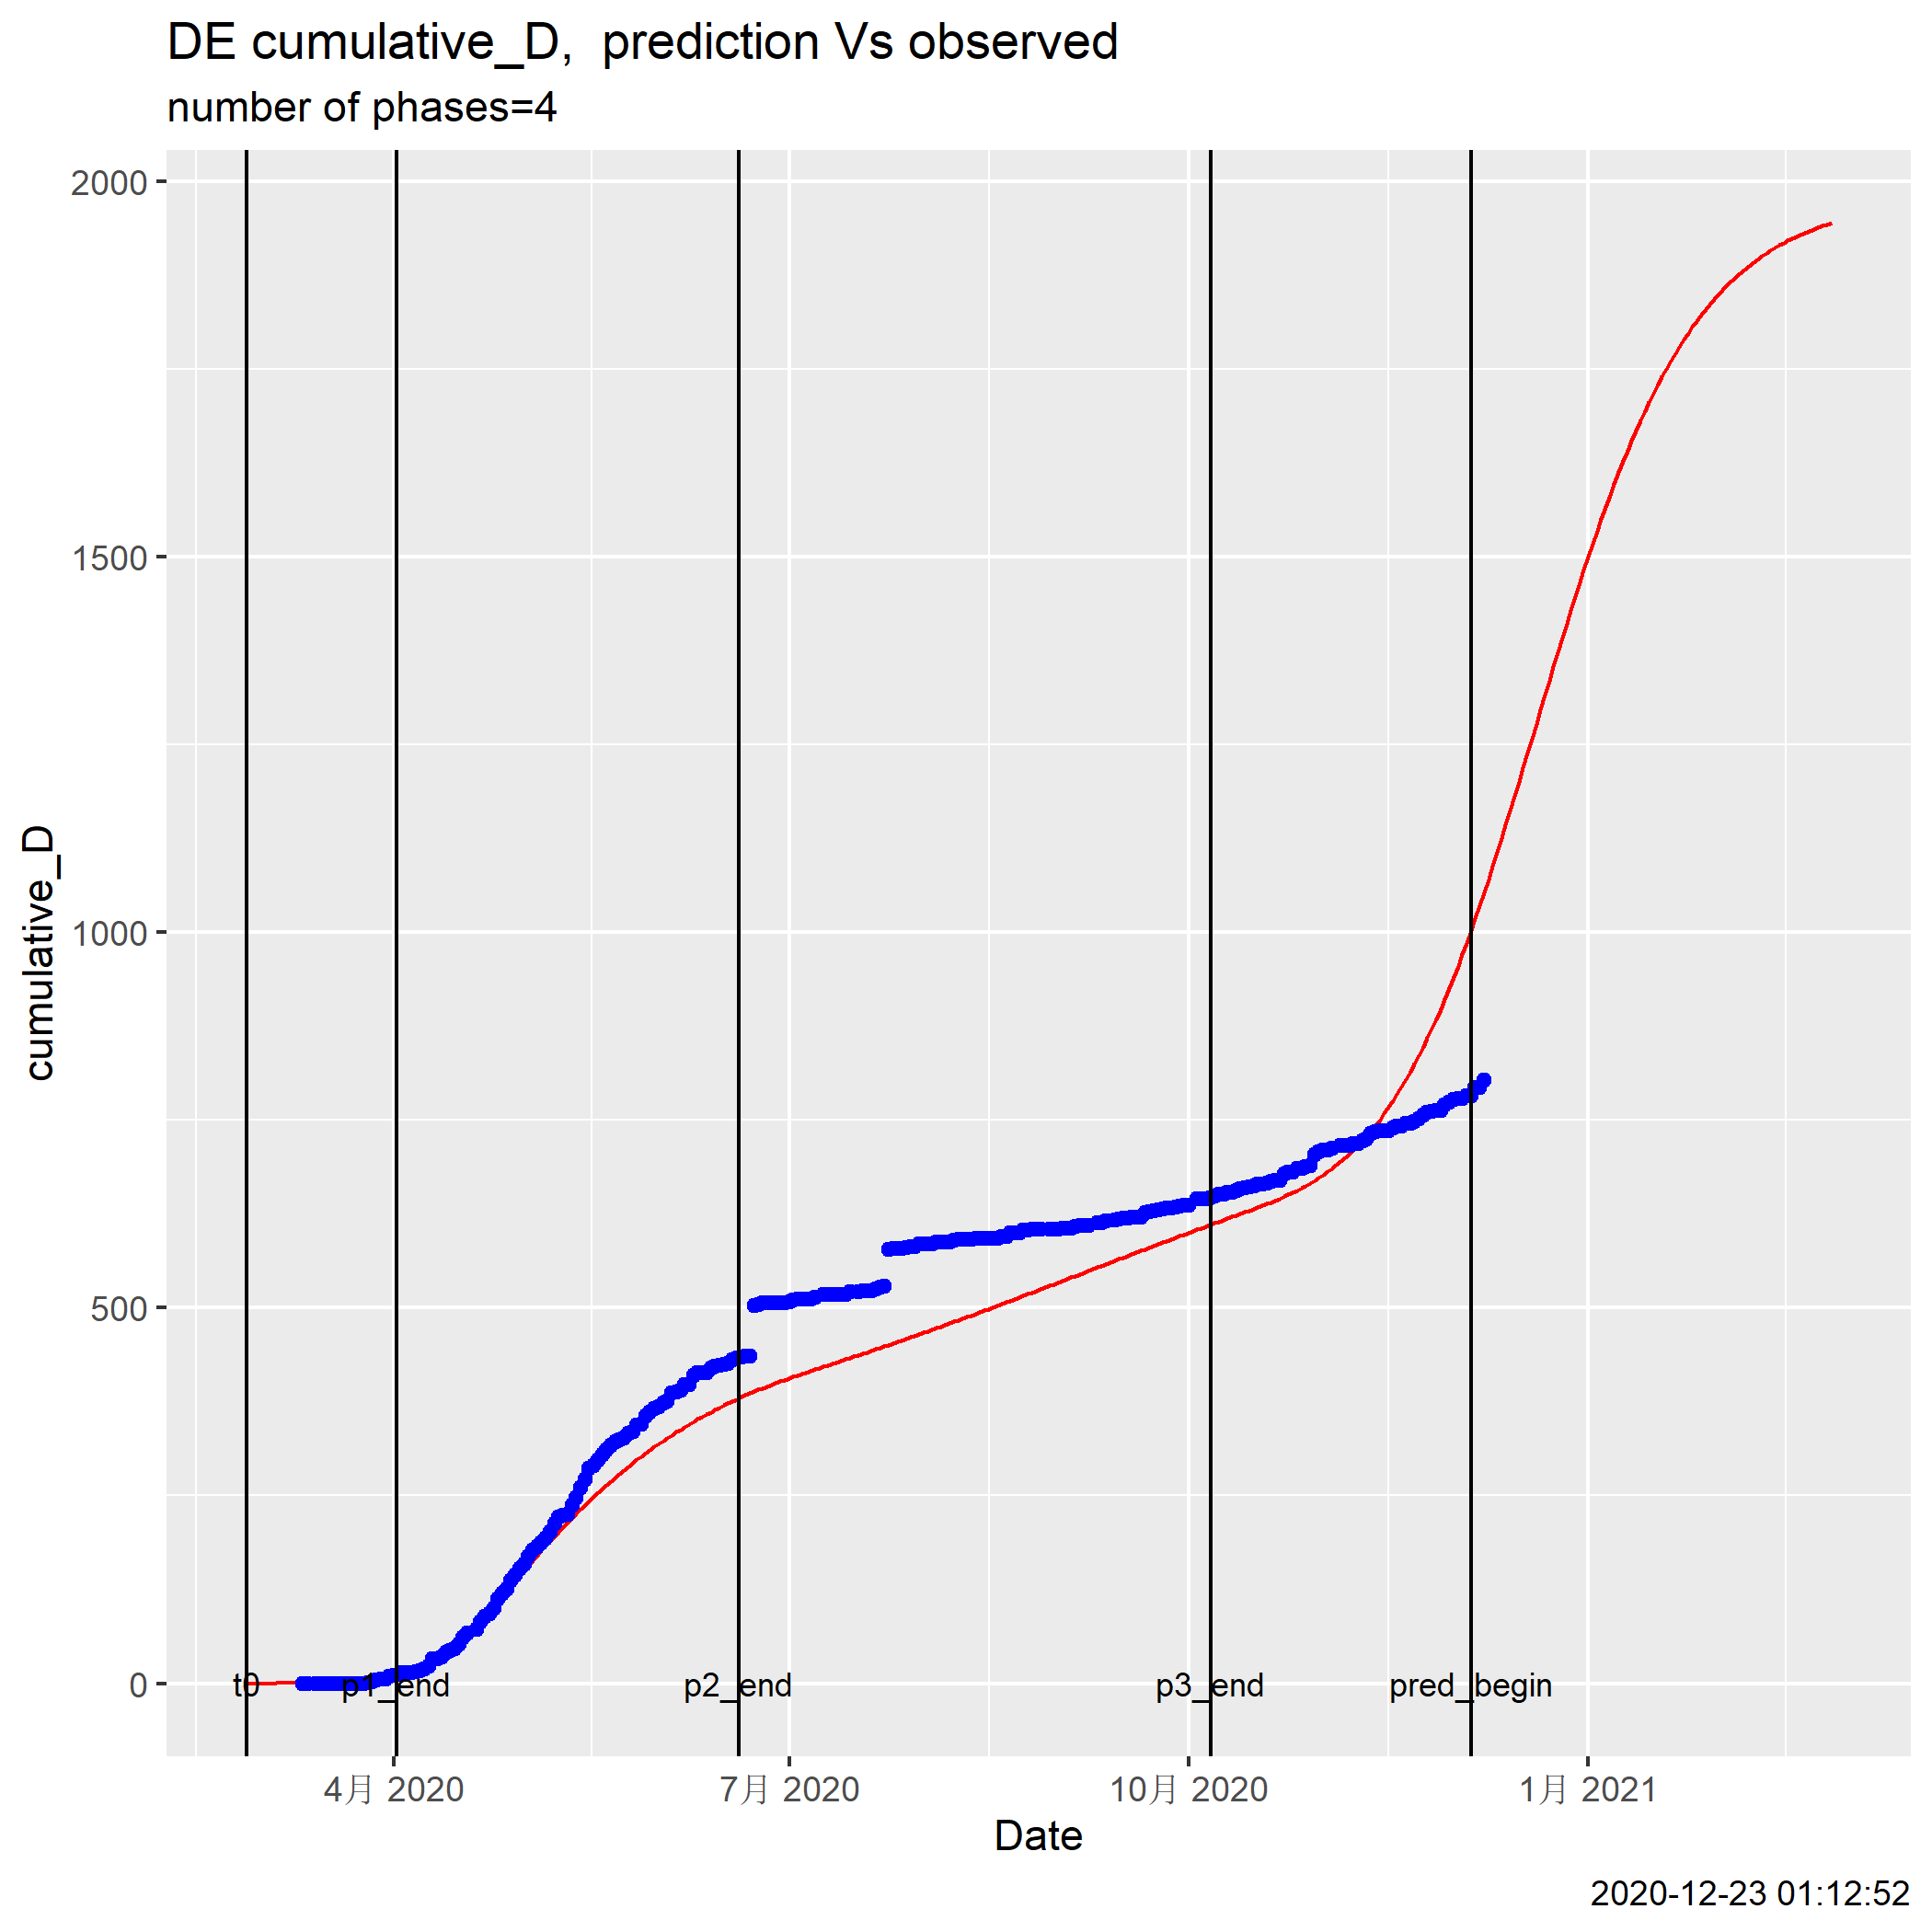 DE cumulative_D,  prediction Vs observed
number of phases=4
cumulative_D
2000
1500
1000
500
0
t0
p1_end
p2_end
p3_end
pred_begin
4月 2020
7月 2020
10月 2020
1月 2021
Date
2020-12-23 01:12:52